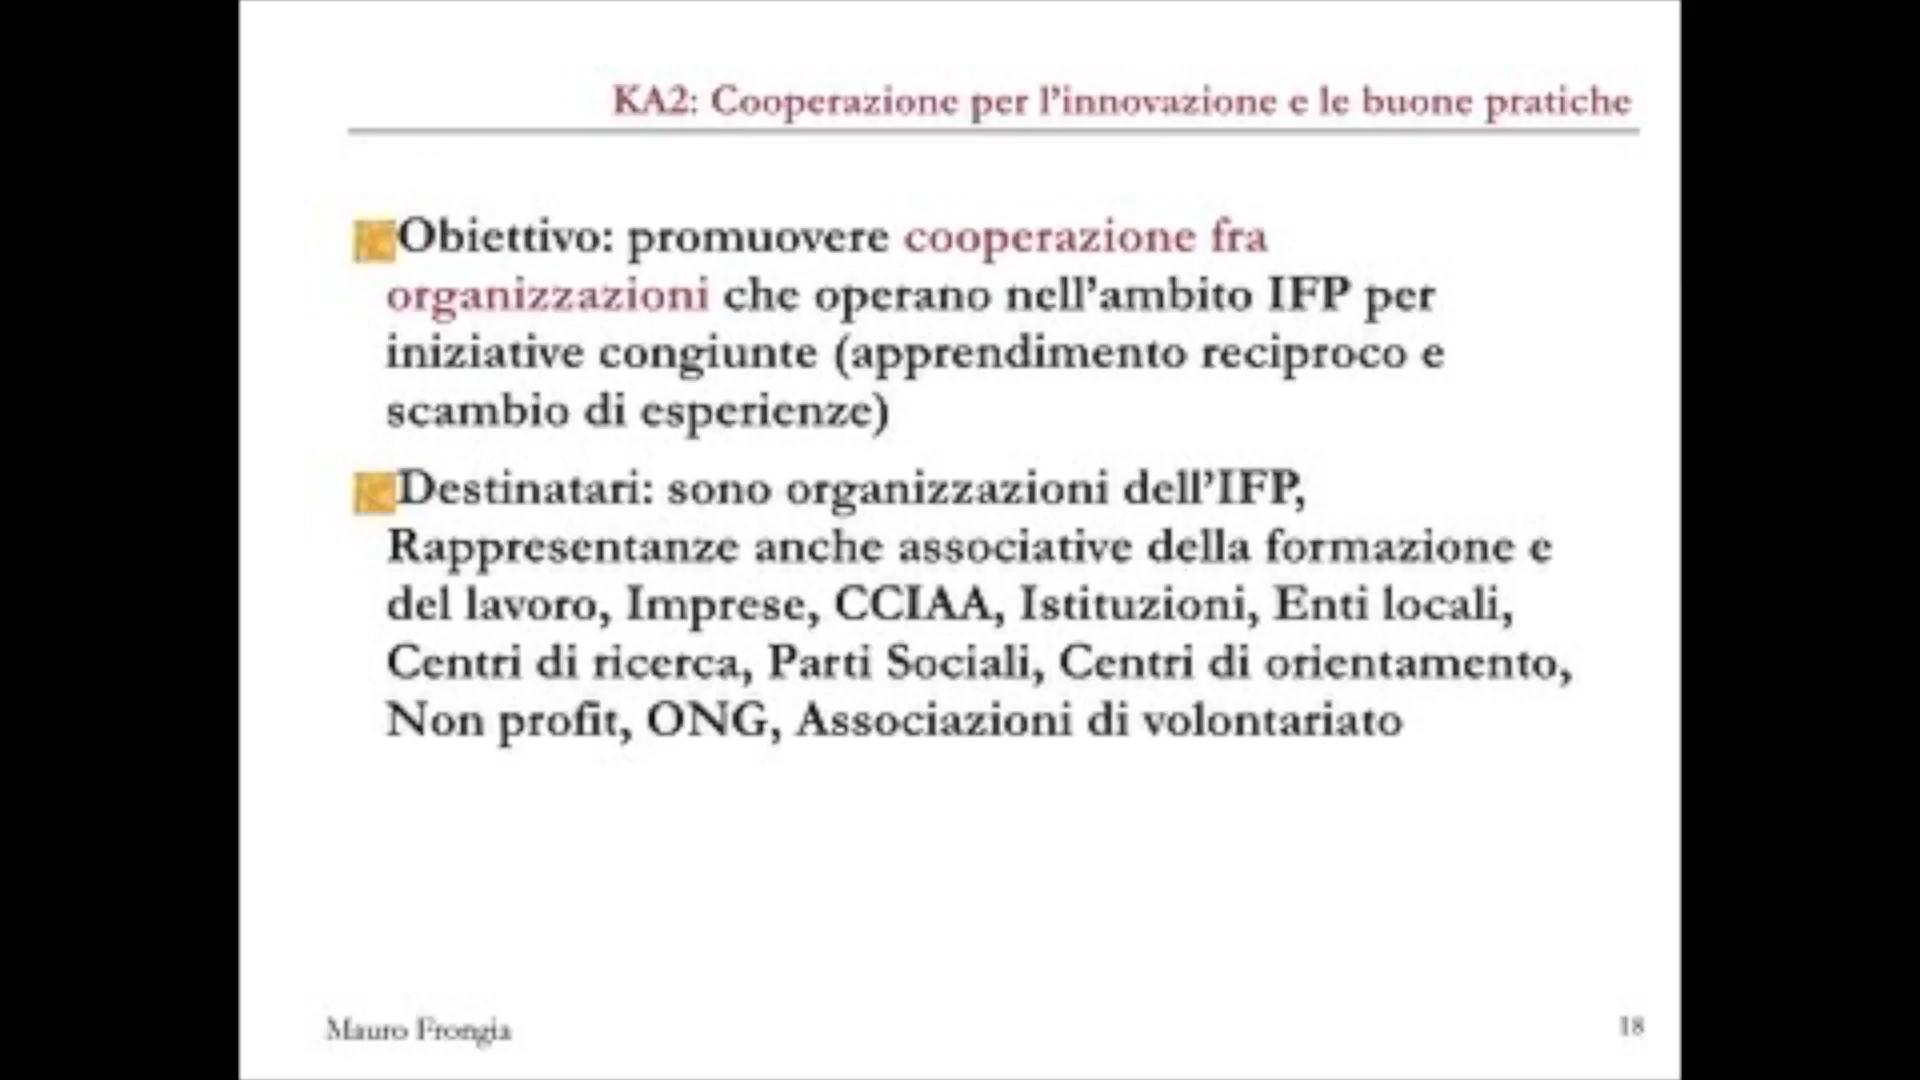 KA2: Cooperazione per l’innovazione e le buone pratiche
Obiettivo: promuovere cooperazione fra
organizzazioni che operano nell’ambito IFP per
iniziative congiunte (apprendimento reciproco e
scambio di esperienze)
Destinatari: sono organizzazioni dell’IFP,
Rappresentanze anche associative della formazione e
del lavoro, Imprese, CCIAA, Istituzioni, Enti locali,
Centri di ricerca, Parti Sociali, Centri di orientamento,
Non profit, ONG, Associazioni di volontariato
Mauro Frongia
18